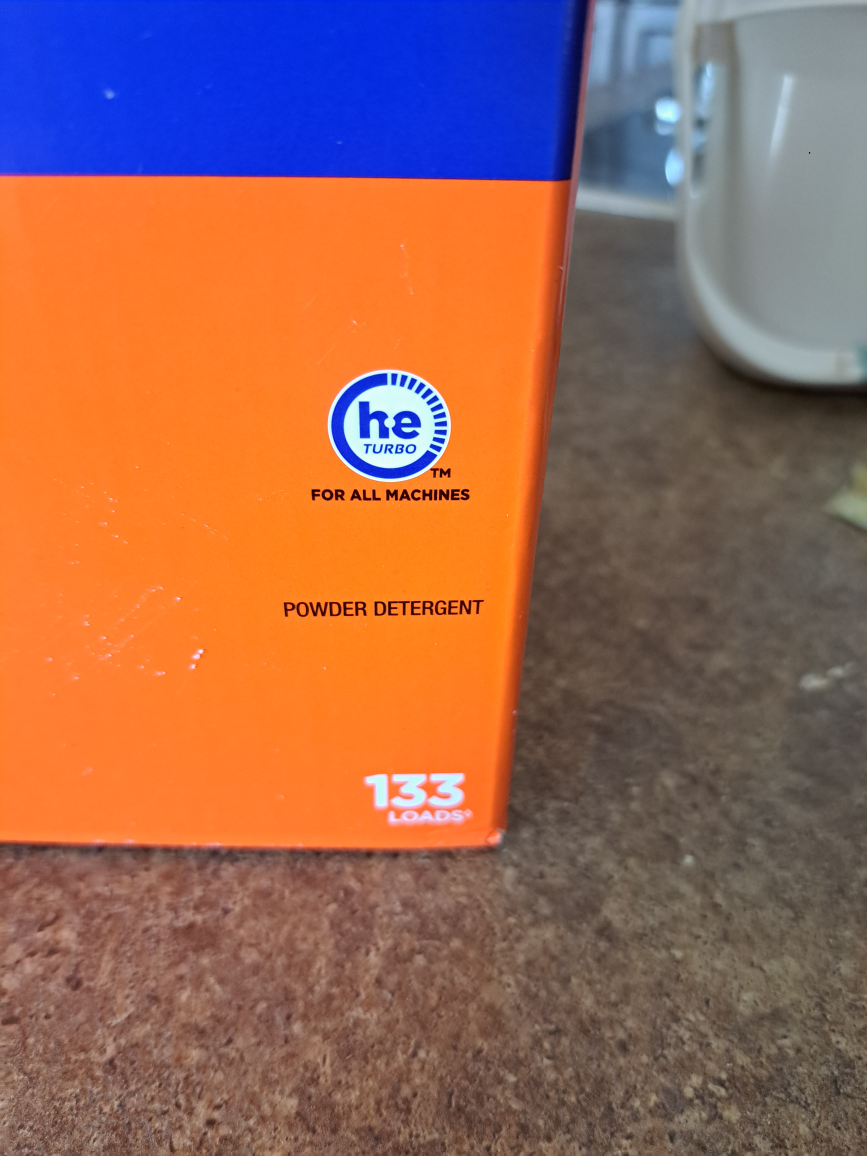 he
TURBO
TM
FOR ALL MACHINES
POWDER DETERGENT
133
LOADS◊